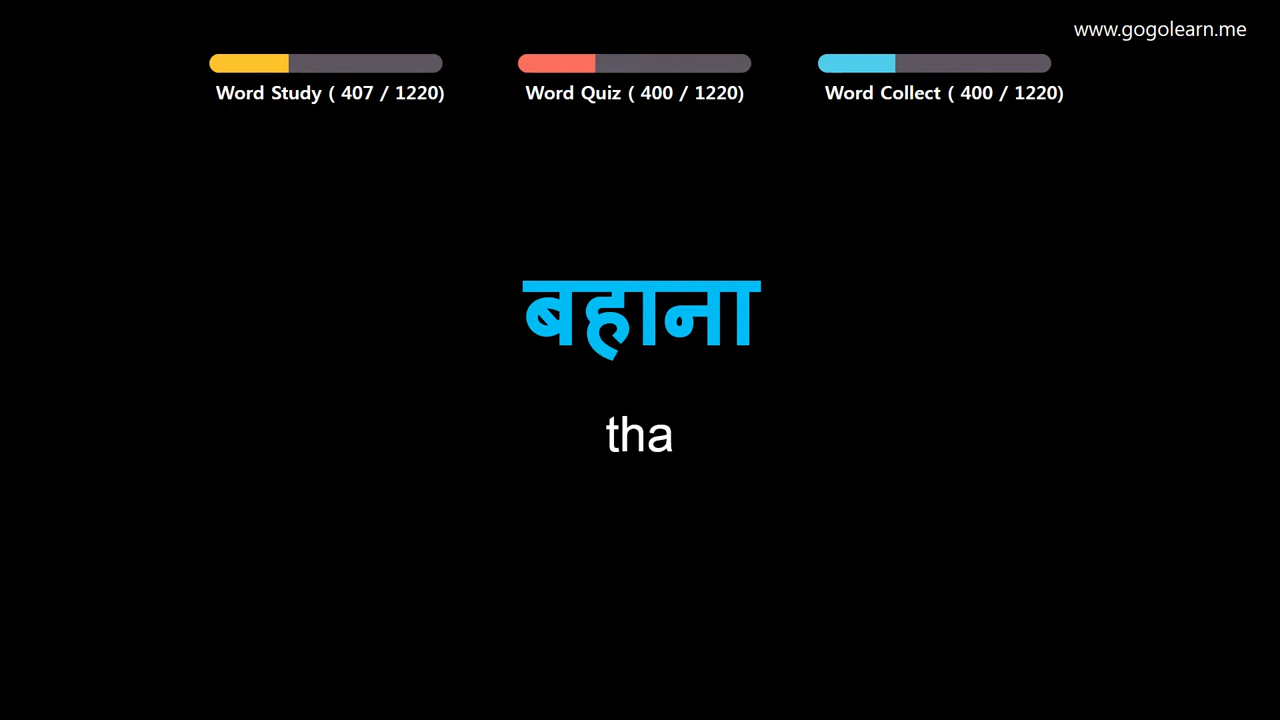 www.gogolearn.me
Word Study ( 407 / 1220)
Word Quiz ( 400 / 1220)
Word Collect ( 400 / 1220)
बहाना
tha